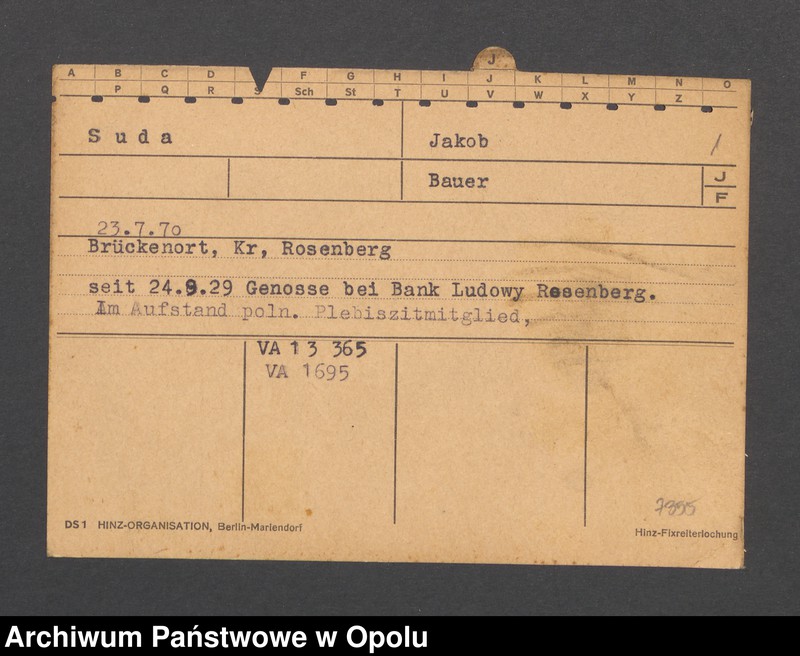 J
A B C D F G H I J K L M N O
P Q R S Sch St T U V W X Y Z
Suda Jakob /
Bauer J
F
23.7.70
Brückenort, Kr, Rosenberg
seit 24.9.29 Genosse bei Bank Ludowy Rosenberg.
Im Aufstand poln. Plebiszitmitglied,
VA 13 365
VA 1695
7355
DS1 HINZ-ORGANISATION, Berlin-Mariendorf
Hinz-Fixreiterlochung
Archiwum Państwowe w Opolu